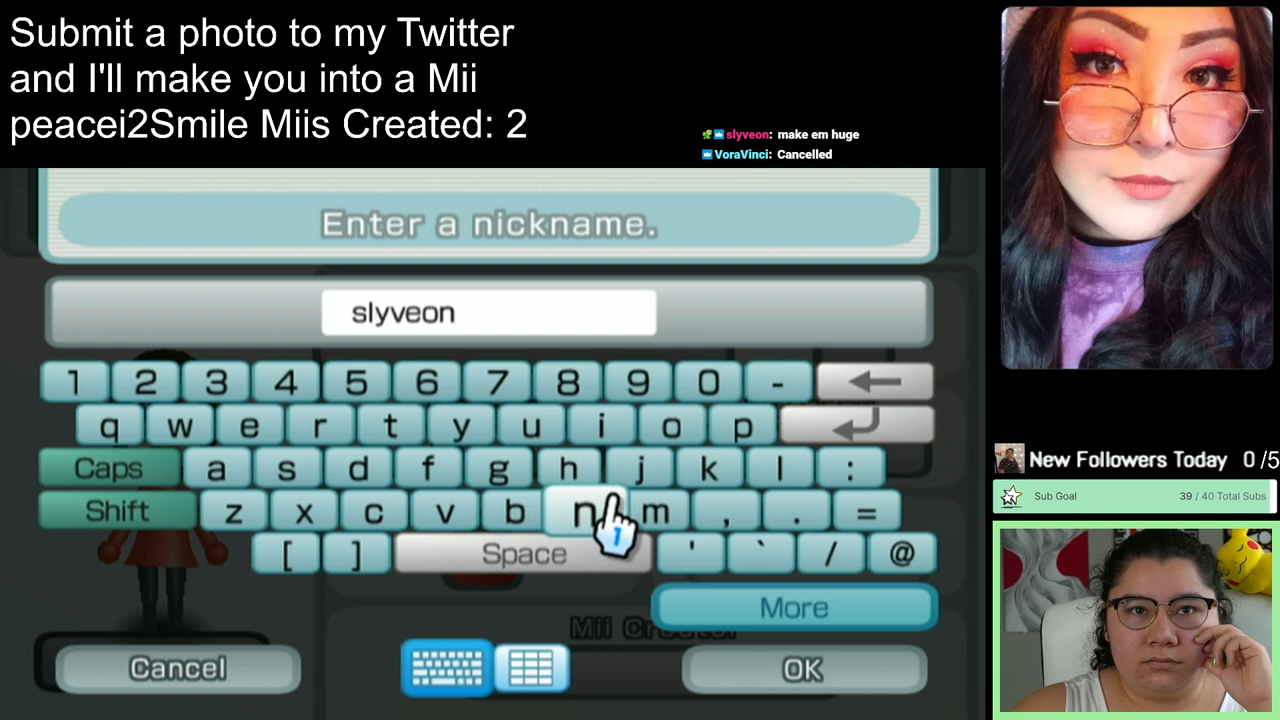 Submit a photo to my Twitter
and I'll make you into a Mii
peacei2Smile Miis Created: 2
slyveon: make em huge
VoraVinci: Cancelled
Enter a nickname.
slyveon
1 2 3 4 5 6 7 8 9 0 -
q w e r t y u i o p
Caps a s d f g h j k l :
Shift z x c v b n m , . =
[ ] Space ' ` / @
More
Mii Creator
Cancel
OK
New Followers Today 0 /5
Sub Goal 39 / 40 Total Subs
1